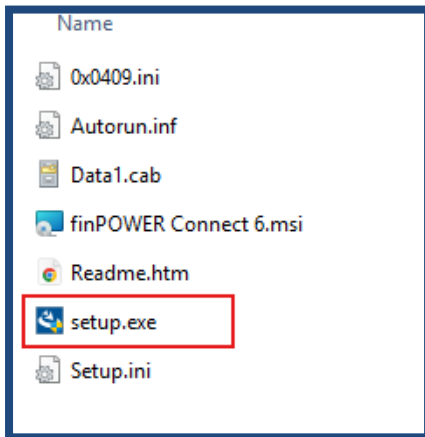 Name
0x0409.ini
Autorun.inf
Data1.cab
finPOWER Connect 6.msi
Readme.htm
setup.exe
Setup.ini